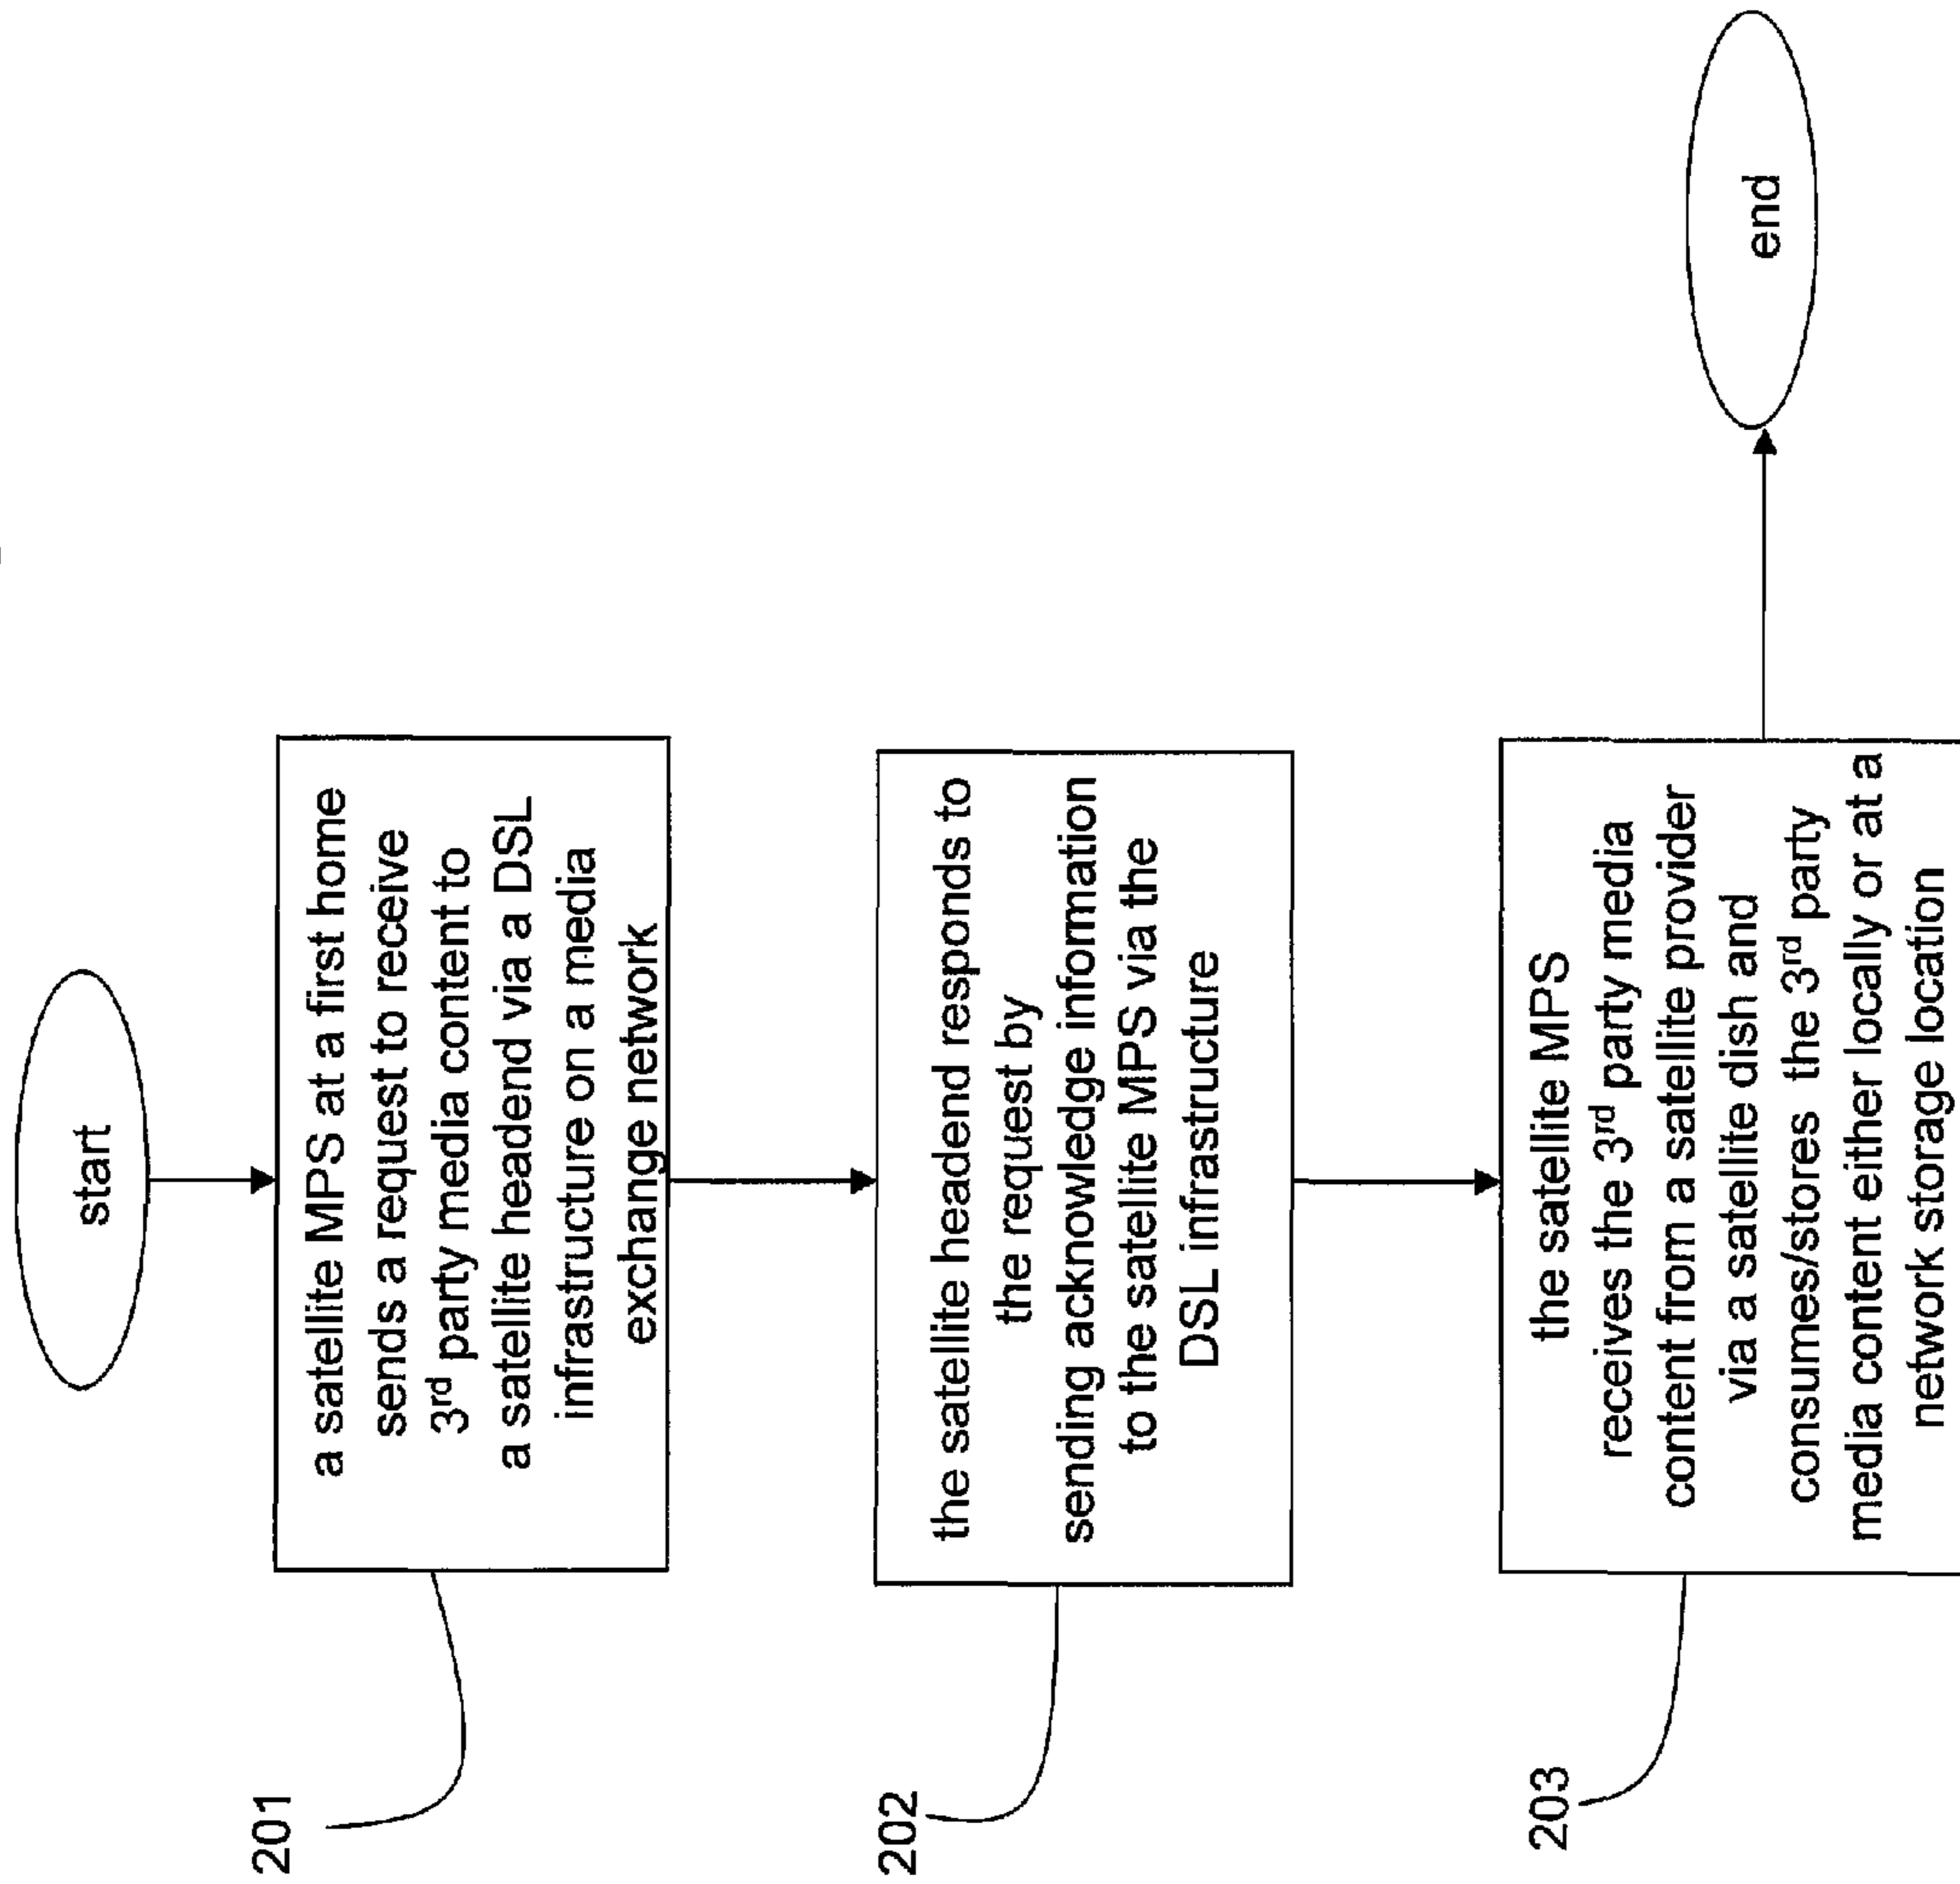 start
201
a satellite MPS at a first home
sends a request to receive
3rd party media content to
a satellite headend via a DSL
infrastructure on a media
exchange network
202
the satellite headend responds to
the request by
sending acknowledge information
to the satellite MPS via the
DSL infrastructure
203
the satellite MPS
receives the 3rd party media
content from a satellite provider
via a satellite dish and
consumes/stores the 3rd party
media content either locally or at a
network storage location
end